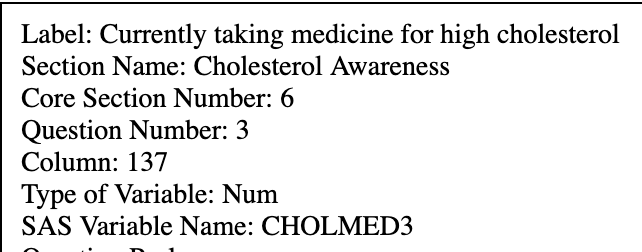 Label: Currently taking medicine for high cholesterol
Section Name: Cholesterol Awareness
Core Section Number: 6
Question Number: 3
Column: 137
Type of Variable: Num
SAS Variable Name: CHOLMED3